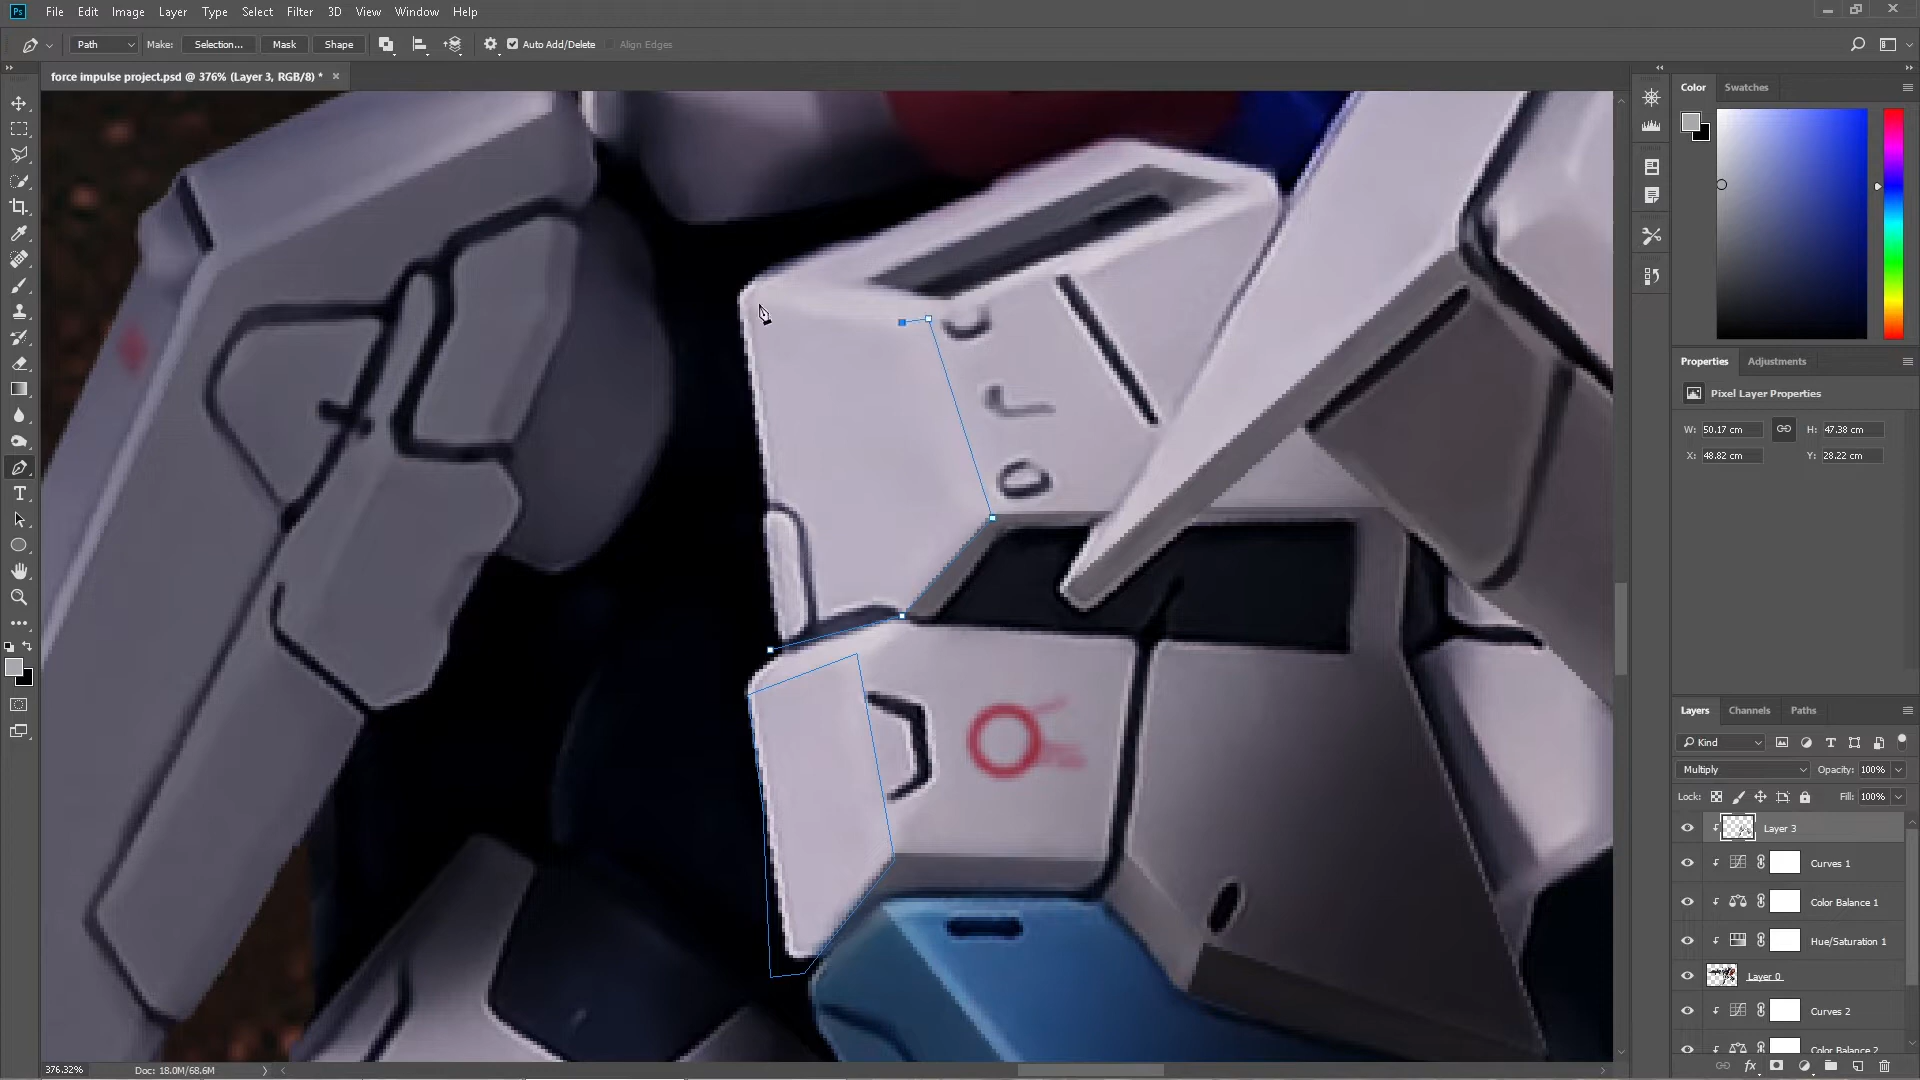 Ps File Edit Image Layer Type Select Filter 3D View Window Help
Path Make: Selection... Mask Shape Auto Add/Delete Align Edges
force impulse project.psd @ 376% (Layer 3, RGB/8) * ×
Color Swatches
Properties Adjustments
Pixel Layer Properties
W: 50.17 cm H: 47.38 cm
X: 48.82 cm Y: 28.22 cm
Layers Channels Paths
Kind
Multiply Opacity: 100%
Lock: Fill: 100%
Layer 3
Curves 1
Color Balance 1
Hue/Saturation 1
Layer 0
Curves 2
Color Balance 2
376.32% Doc: 18.0M/68.6M